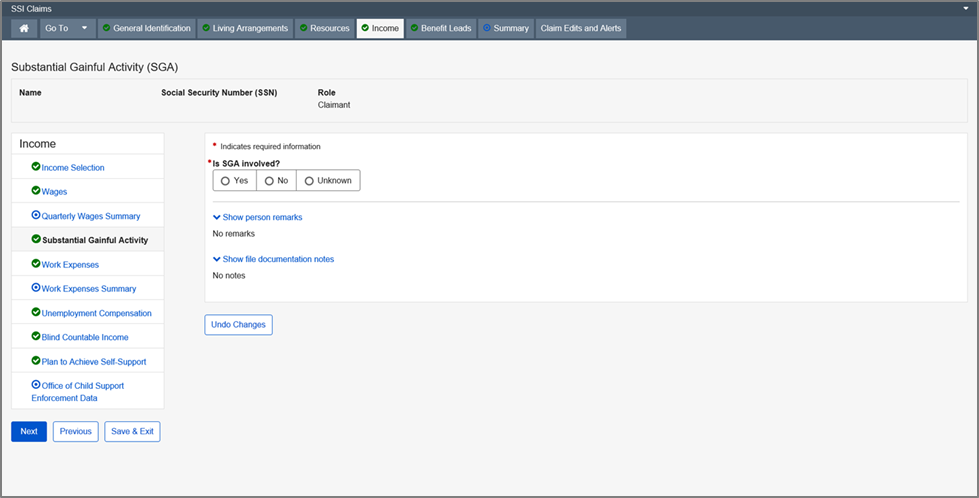 SSI Claims
Go To
General Identification
Living Arrangements
Resources
Income
Benefit Leads
Summary
Claim Edits and Alerts
Substantial Gainful Activity (SGA)
Name Social Security Number (SSN) Role
Claimant
Income
Income Selection
Wages
Quarterly Wages Summary
Substantial Gainful Activity
Work Expenses
Work Expenses Summary
Unemployment Compensation
Blind Countable Income
Plan to Achieve Self-Support
Office of Child Support
Enforcement Data
* Indicates required information
*Is SGA involved?
Yes No Unknown
Show person remarks
No remarks
Show file documentation notes
No notes
Undo Changes
Next Previous Save & Exit